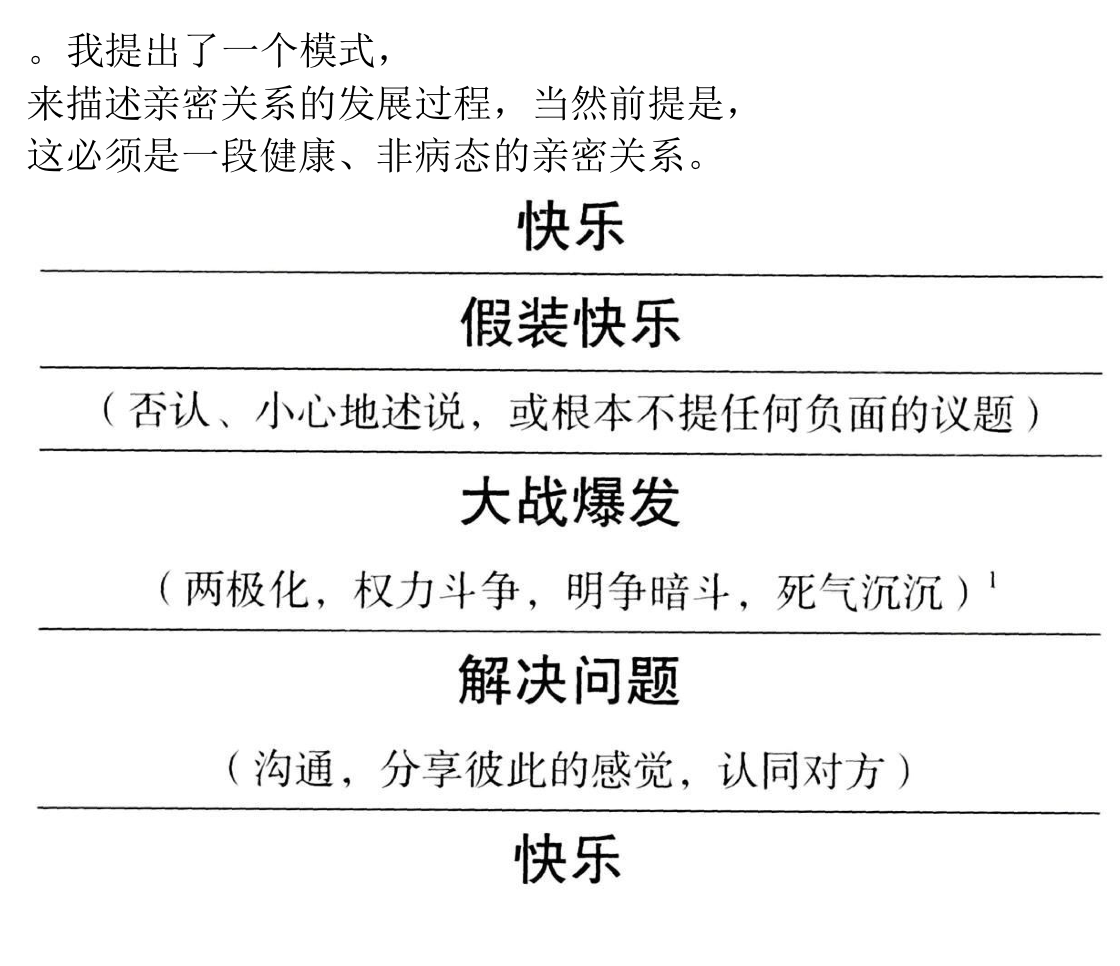 。我提出了一个模式，
来描述亲密关系的发展过程，当然前提是，
这必须是一段健康、非病态的亲密关系。
快乐
假装快乐
（否认、小心地述说，或根本不提任何负面的议题）
大战爆发
（两极化，权力斗争，明争暗斗，死气沉沉）1
解决问题
（沟通，分享彼此的感觉，认同对方）
快乐